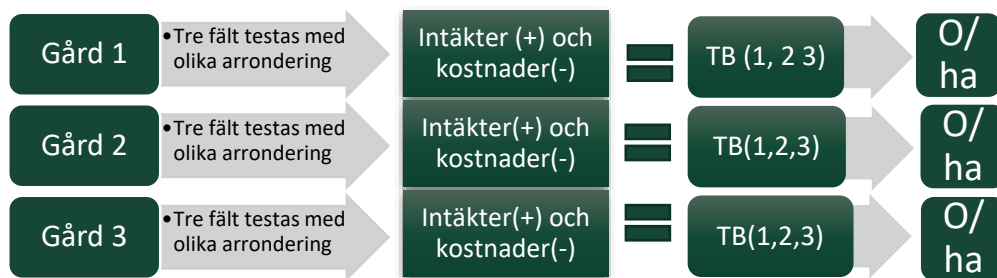 Gård 1
•Tre fält testas med
olika arrondering
Intäkter (+) och
kostnader(-)
TB (1, 2 3)
O/
ha
Gård 2
•Tre fält testas med
olika arrondering
Intäkter(+) och
kostnader(-)
TB(1,2,3)
O/
ha
Gård 3
•Tre fält testas med
olika arrondering
Intäkter(+) och
kostnader(-)
TB(1,2,3)
O/
ha